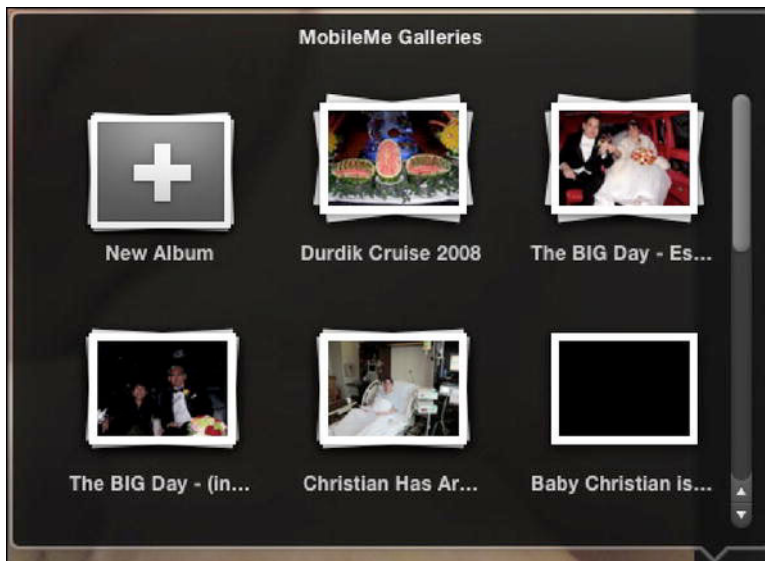 MobileMe Galleries
New Album
Durdik Cruise 2008
The BIG Day - Es...
The BIG Day - (in...
Christian Has Ar...
Baby Christian is...